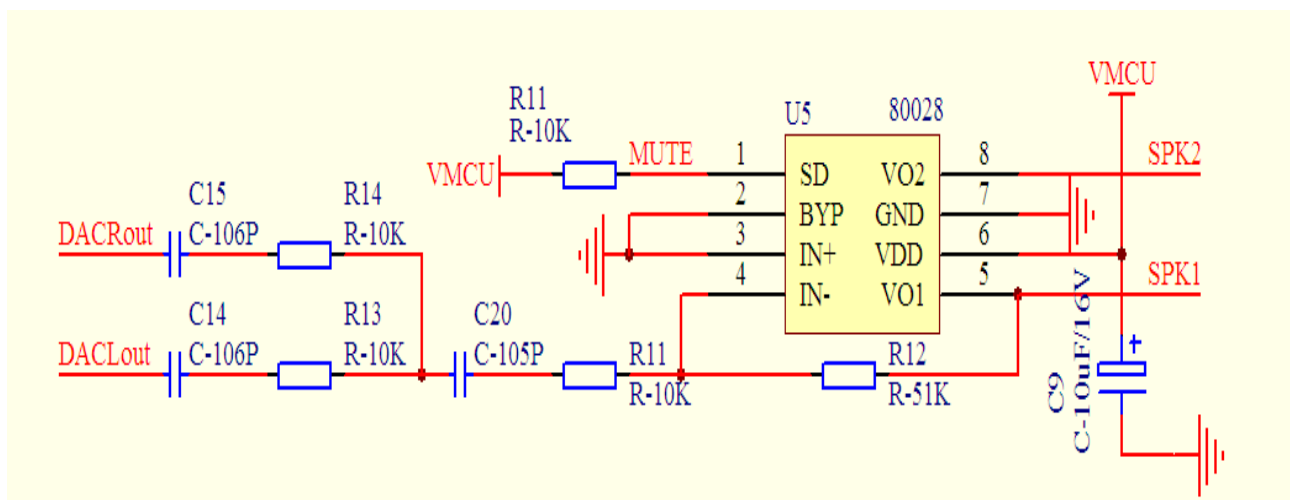 VMCU
R11
R-10K
U5
80028
MUTE
1
SD
VO2
8
SPK2
VMCU
2
BYP
GND
7
C15
C-106P
R14
R-10K
DACRout
3
IN+
VDD
6
4
IN-
VO1
5
SPK1
C14
C-106P
R13
R-10K
DACLout
C20
C-105P
R11
R-10K
R12
R-51K
+
C9
C-10uF/16V